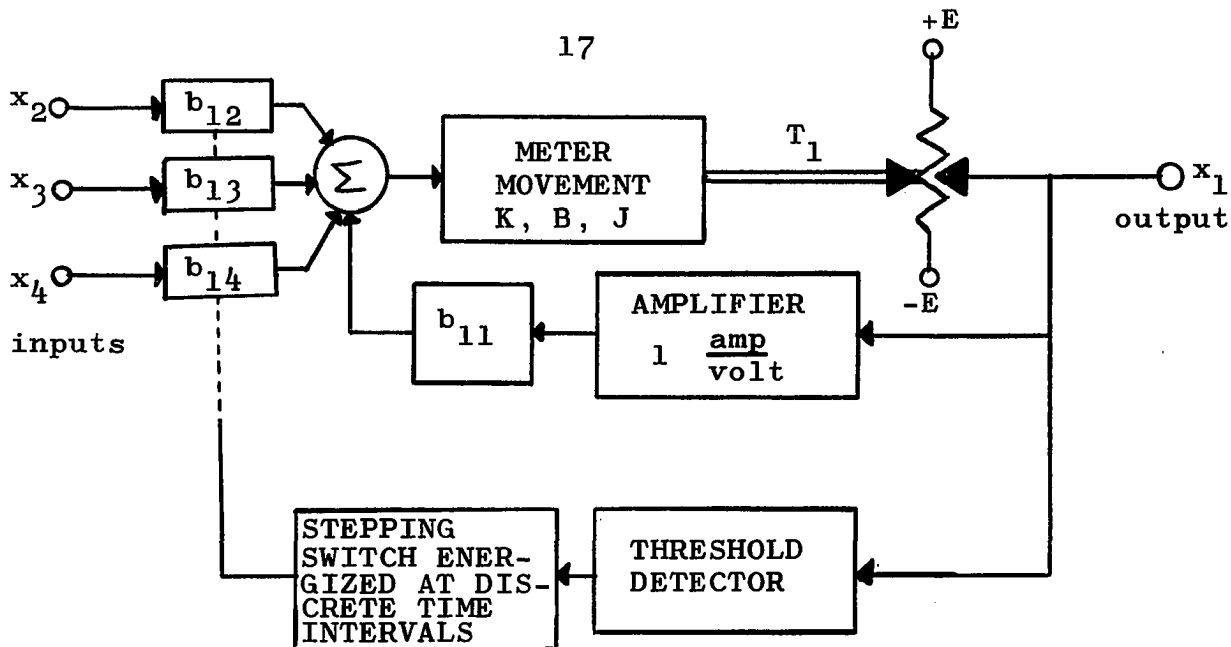 17
+E
x2
b12
x3
b13
x4
b14
inputs
Σ
METER
MOVEMENT
K, B, J
T1
x1
output
-E
b11
AMPLIFIER
1 amp
volt
STEPPING
SWITCH ENER-
GIZED AT DIS-
CRETE TIME
INTERVALS
THRESHOLD
DETECTOR